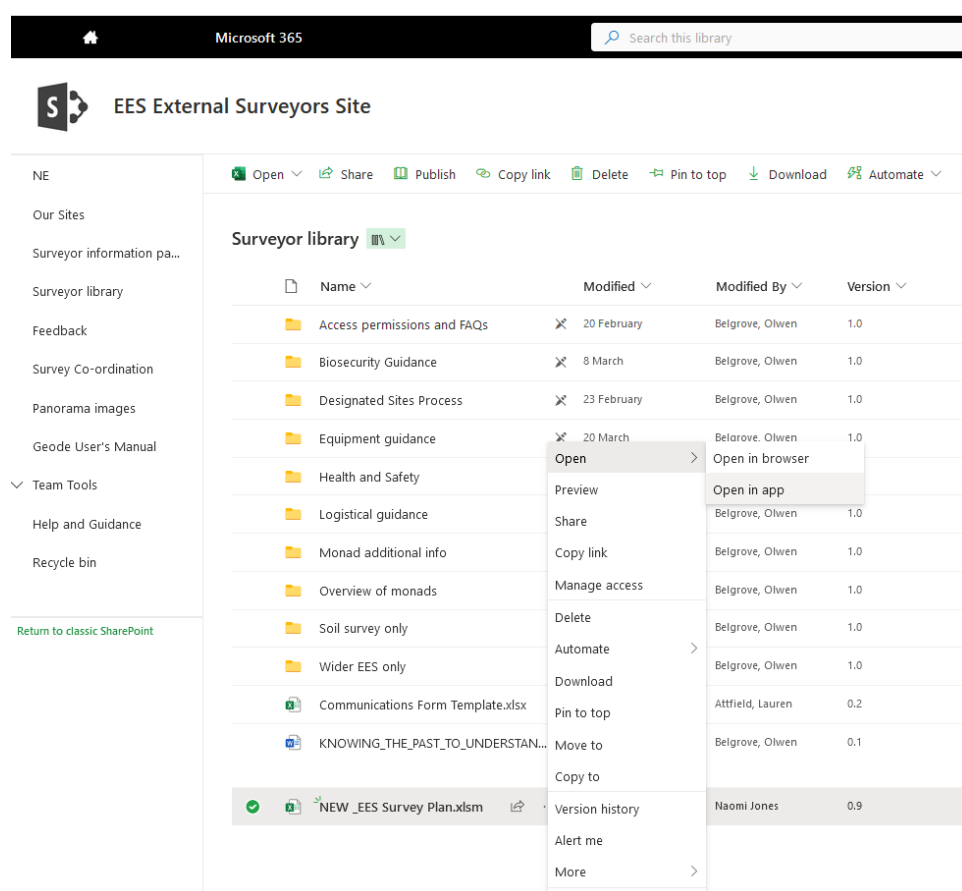 Microsoft 365
Search this library
S
EES External Surveyors Site
NE
Our Sites
Surveyor information pa...
Surveyor library
Feedback
Survey Co-ordination
Panorama images
Geode User's Manual
Team Tools
Help and Guidance
Recycle bin
Return to classic SharePoint
Open Share Publish Copy link Delete Pin to top Download Automate
Surveyor library
Name Modified Modified By Version
Access permissions and FAQs 20 February Belgrove, Olwen 1.0
Biosecurity Guidance 8 March Belgrove, Olwen 1.0
Designated Sites Process 23 February Belgrove, Olwen 1.0
Equipment guidance 20 March Belgrove, Olwen 1.0
Health and Safety
Logistical guidance Belgrove, Olwen 1.0
Monad additional info Belgrove, Olwen 1.0
Overview of monads Belgrove, Olwen 1.0
Soil survey only Belgrove, Olwen 1.0
Wider EES only Belgrove, Olwen 1.0
Communications Form Template.xlsx Attfield, Lauren 0.2
KNOWING_THE_PAST_TO_UNDERSTAN... Belgrove, Olwen 0.1
NEW _EES Survey Plan.xlsm Naomi Jones 0.9
Open
Preview
Share
Copy link
Manage access
Delete
Automate
Download
Pin to top
Move to
Copy to
Version history
Alert me
More
Open in browser
Open in app